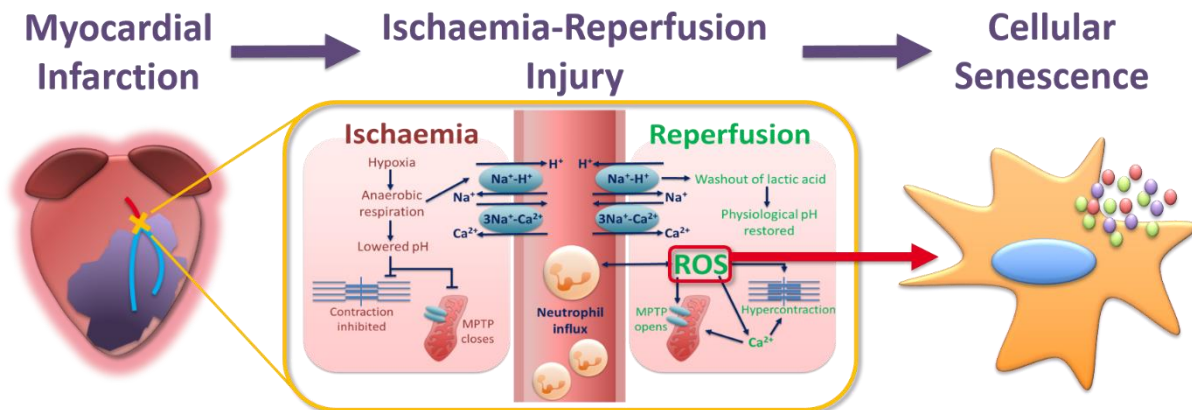 Myocardial
Infarction
Ischaemia-Reperfusion
Injury
Cellular
Senescence
Ischaemia
Hypoxia
Anaerobic
respiration
Lowered pH
Contraction
inhibited
MPTP
closes
H⁺
Na⁺-H⁺
Na⁺
3Na⁺-Ca²⁺
Ca²⁺
Neutrophil
influx
Reperfusion
H⁺
Na⁺-H⁺
Na⁺
3Na⁺-Ca²⁺
Ca²⁺
Washout of lactic acid
Physiological pH
restored
ROS
MPTP
opens
Hypercontraction
Ca²⁺